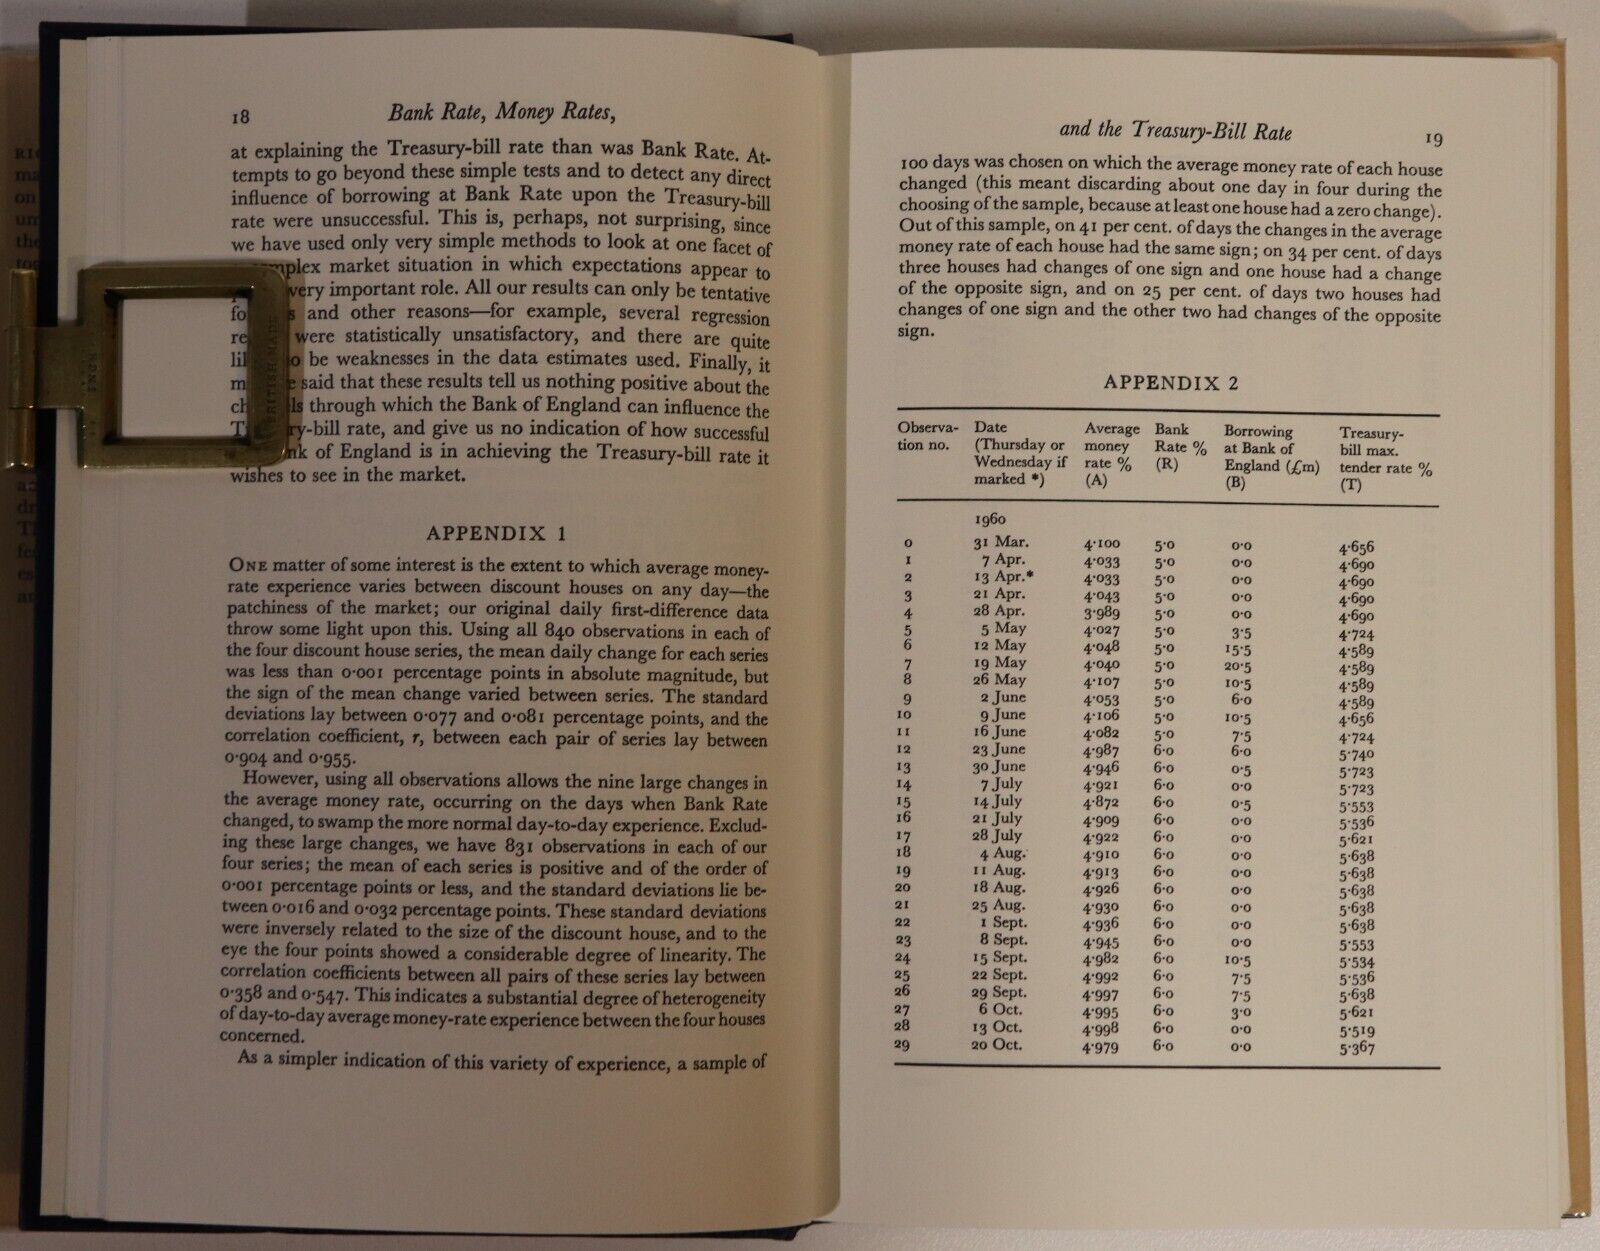 18
Bank Rate, Money Rates,
at explaining the Treasury-bill rate than was Bank Rate. At-
tempts to go beyond these simple tests and to detect any direct
influence of borrowing at Bank Rate upon the Treasury-bill
rate were unsuccessful. This is, perhaps, not surprising, since
we have used only very simple methods to look at one facet of
market situation in which expectations appear to
very important role. All our results can only be tentative
and other reasons—for example, several regression
were statistically unsatisfactory, and there are quite
be weaknesses in the data estimates used. Finally, it
said that these results tell us nothing positive about the
through which the Bank of England can influence the
-bill rate, and give us no indication of how successful
of England is in achieving the Treasury-bill rate it
wishes to see in the market.
APPENDIX 1
ONE matter of some interest is the extent to which average money-
rate experience varies between discount houses on any day—the
patchiness of the market; our original daily first-difference data
throw some light upon this. Using all 840 observations in each of
the four discount house series, the mean daily change for each series
was less than 0·001 percentage points in absolute magnitude, but
the sign of the mean change varied between series. The standard
deviations lay between 0·077 and 0·081 percentage points, and the
correlation coefficient, r, between each pair of series lay between
0·904 and 0·955.
However, using all observations allows the nine large changes in
the average money rate, occurring on the days when Bank Rate
changed, to swamp the more normal day-to-day experience. Exclud-
ing these large changes, we have 831 observations in each of our
four series; the mean of each series is positive and of the order of
0·001 percentage points or less, and the standard deviations lie be-
tween 0·016 and 0·032 percentage points. These standard deviations
were inversely related to the size of the discount house, and to the
eye the four points showed a considerable degree of linearity. The
correlation coefficients between all pairs of these series lay between
0·358 and 0·547. This indicates a substantial degree of heterogeneity
of day-to-day average money-rate experience between the four houses
concerned.
As a simpler indication of this variety of experience, a sample of
BRITISH MADE
and the Treasury-Bill Rate
19
100 days was chosen on which the average money rate of each house
changed (this meant discarding about one day in four during the
choosing of the sample, because at least one house had a zero change).
Out of this sample, on 41 per cent. of days the changes in the average
money rate of each house had the same sign; on 34 per cent. of days
three houses had changes of one sign and one house had a change
of the opposite sign, and on 25 per cent. of days two houses had
changes of one sign and the other two had changes of the opposite
sign.
APPENDIX 2
Observa- Date Average Bank Borrowing Treasury-
tion no. (Thursday or money Rate % at Bank of bill max.
Wednesday if rate % (R) England (£m) tender rate %
marked *) (A) (B) (T)
1960
0 31 Mar. 4·100 5·0 0·0 4·656
1 7 Apr. 4·033 5·0 0·0 4·690
2 13 Apr.* 4·033 5·0 0·0 4·690
3 21 Apr. 4·043 5·0 0·0 4·690
4 28 Apr. 3·989 5·0 0·0 4·690
5 5 May 4·027 5·0 3·5 4·724
6 12 May 4·048 5·0 15·5 4·589
7 19 May 4·040 5·0 20·5 4·589
8 26 May 4·107 5·0 10·5 4·589
9 2 June 4·053 5·0 6·0 4·589
10 9 June 4·106 5·0 10·5 4·656
11 16 June 4·082 5·0 7·5 4·724
12 23 June 4·987 6·0 6·0 5·740
13 30 June 4·946 6·0 0·5 5·723
14 7 July 4·921 6·0 0·0 5·723
15 14 July 4·872 6·0 0·5 5·553
16 21 July 4·909 6·0 0·0 5·536
17 28 July 4·922 6·0 0·0 5·621
18 4 Aug. 4·910 6·0 0·0 5·638
19 11 Aug. 4·913 6·0 0·0 5·638
20 18 Aug. 4·926 6·0 0·0 5·638
21 25 Aug. 4·930 6·0 0·0 5·638
22 1 Sept. 4·936 6·0 0·0 5·638
23 8 Sept. 4·945 6·0 0·0 5·553
24 15 Sept. 4·982 6·0 10·5 5·534
25 22 Sept. 4·992 6·0 7·5 5·536
26 29 Sept. 4·997 6·0 7·5 5·638
27 6 Oct. 4·995 6·0 3·0 5·621
28 13 Oct. 4·998 6·0 0·0 5·519
29 20 Oct. 4·979 6·0 0·0 5·367